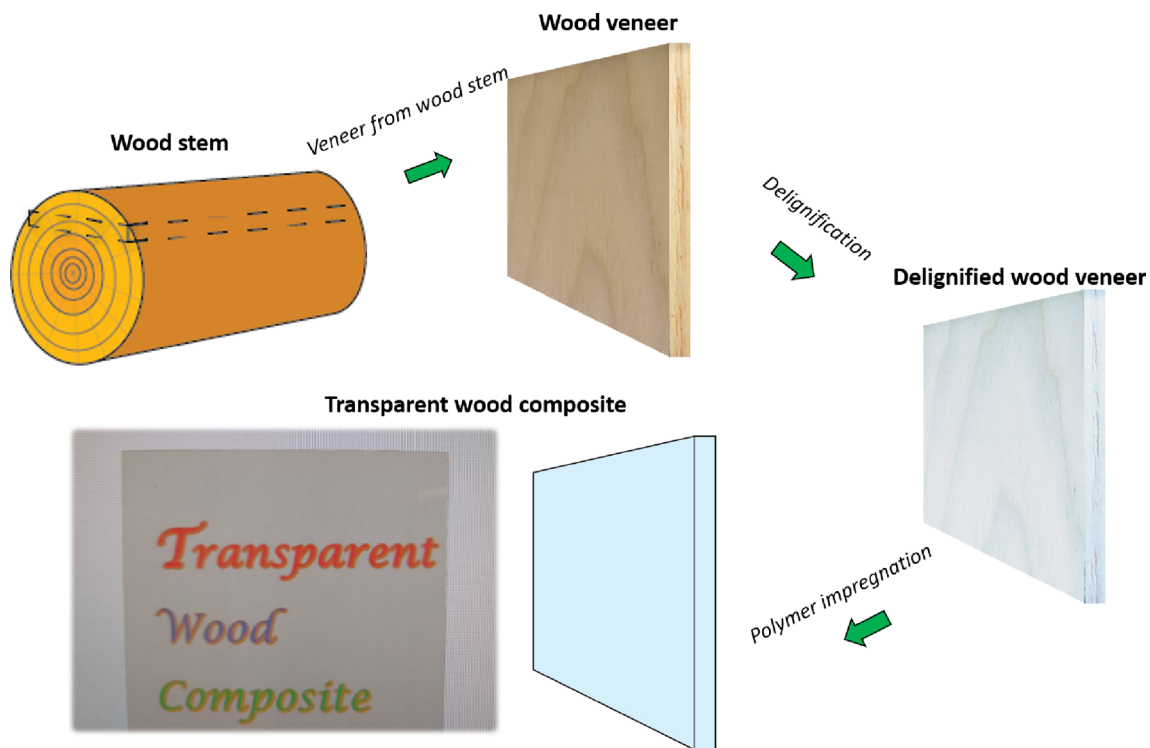 Wood veneer
Veneer from wood stem
Wood stem
Delignification
Delignified wood veneer
Polymer impregnation
Transparent wood composite
Transparent
Wood
Composite